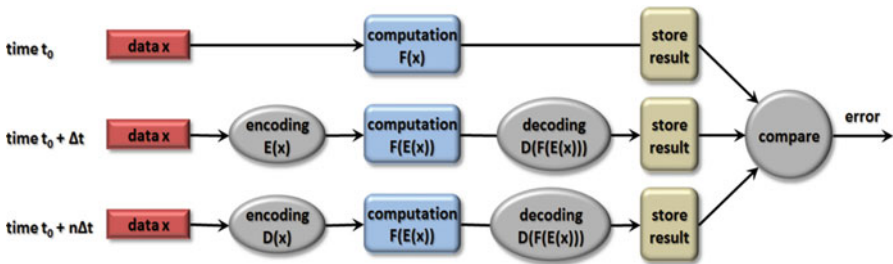 time t₀
data x
computation
F(x)
store
result
time t₀ + Δt
data x
encoding
E(x)
computation
F(E(x))
decoding
D(F(E(x)))
store
result
compare
error
time t₀ + nΔt
data x
encoding
D(x)
computation
F(E(x))
decoding
D(F(E(x)))
store
result